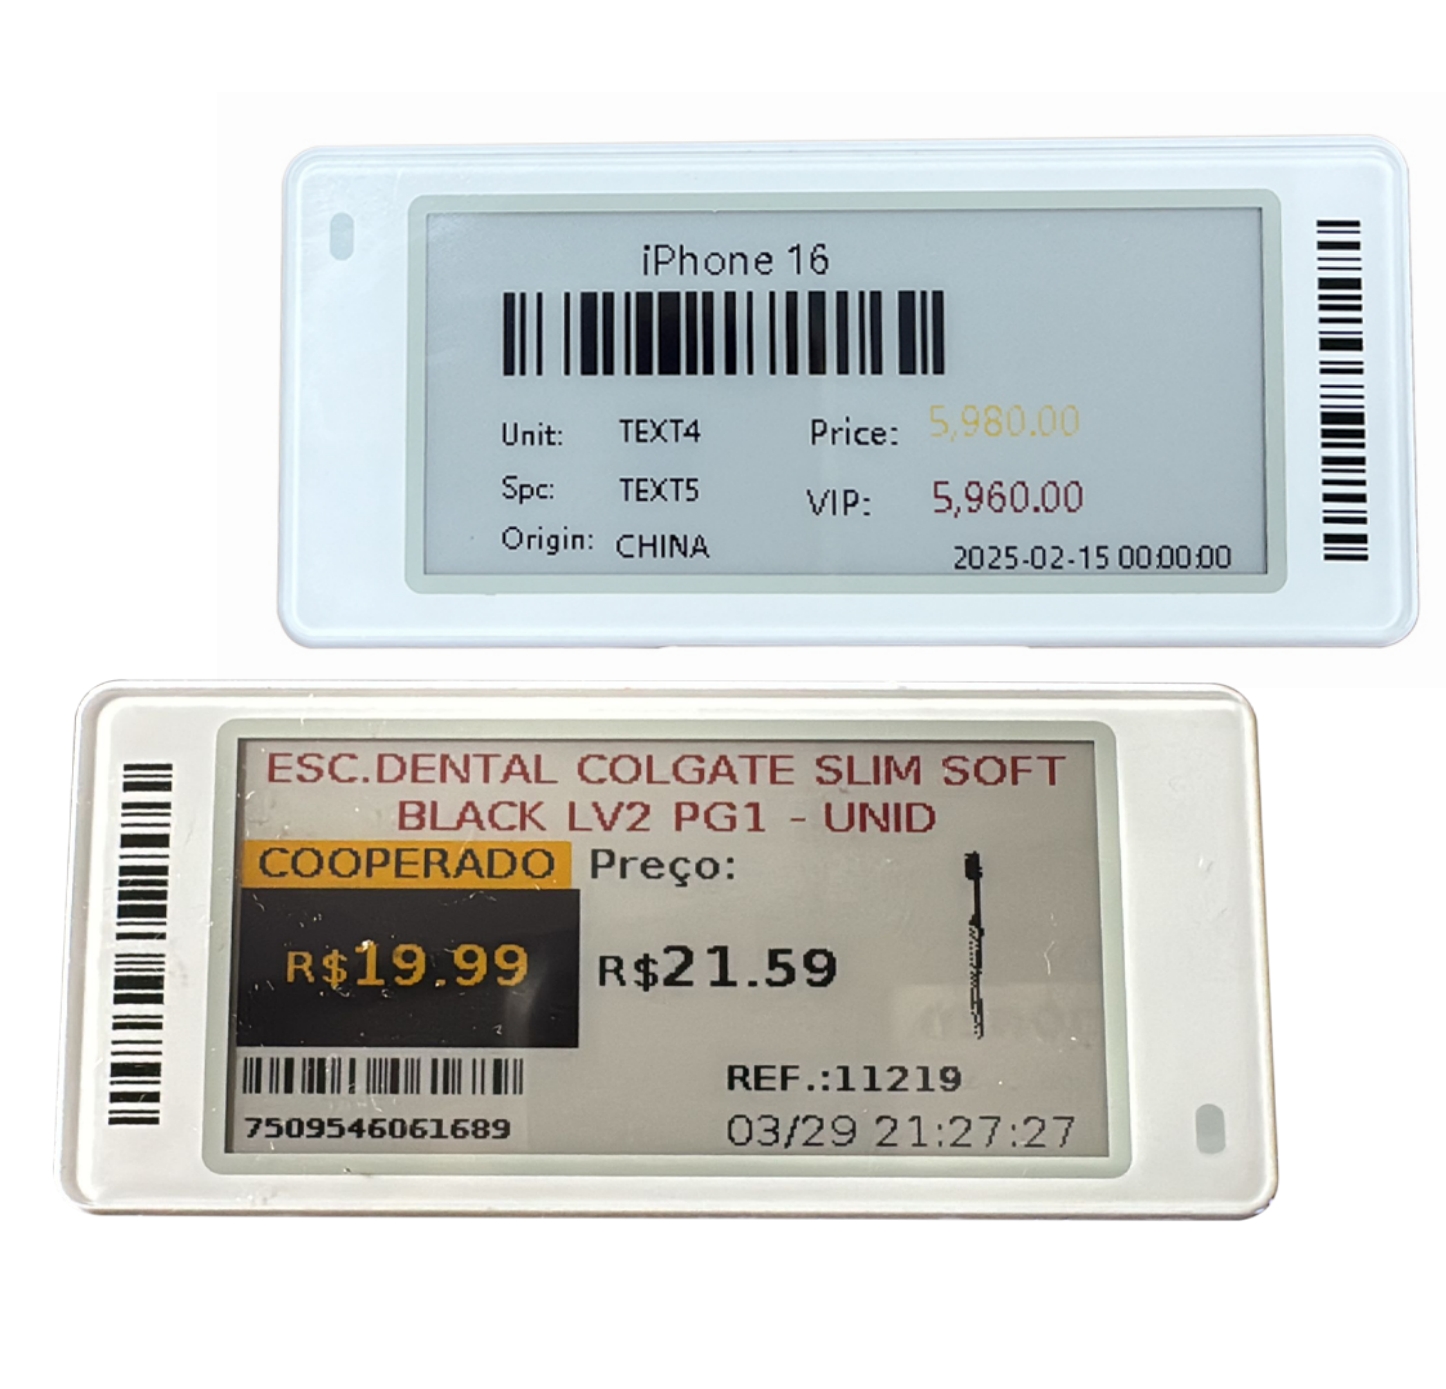 iPhone 16
Unit: TEXT4 Price: 5,980.00
Spc: TEXT5 VIP: 5,960.00
Origin: CHINA
2025-02-15 00:00:00
ESC.DENTAL COLGATE SLIM SOFT
BLACK LV2 PG1 - UNID
COOPERADO Preço:
R$19.99 R$21.59
REF.:11219
7509546061689 03/29 21:27:27